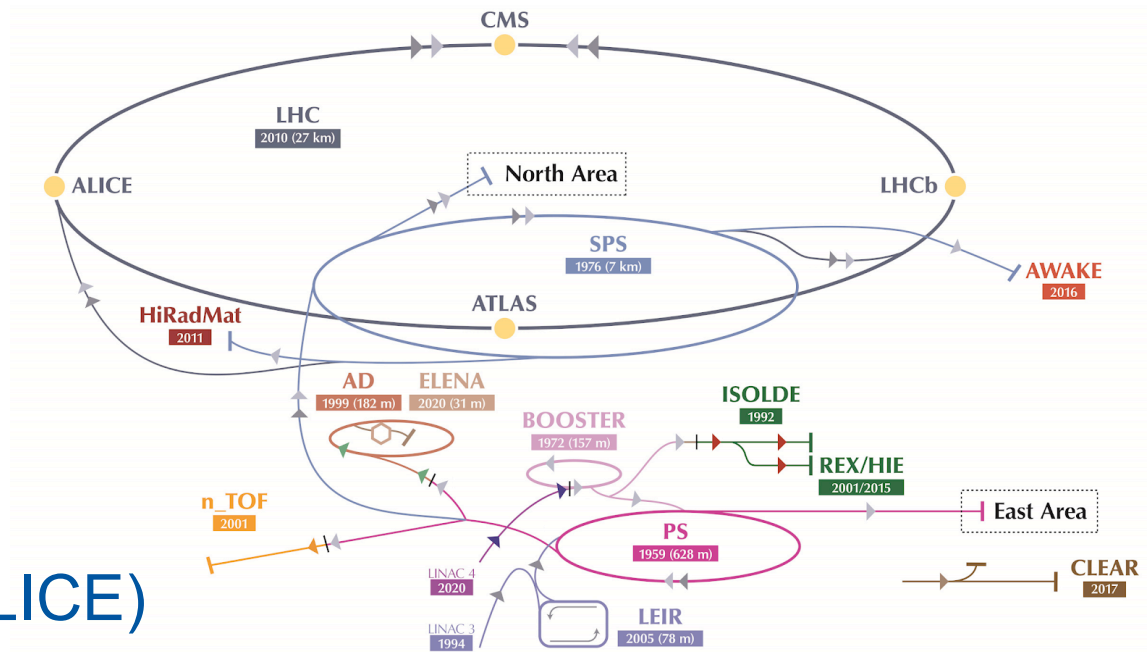 CMS
LHC
2010 (27 km)
North Area
ALICE
LHCb
SPS
1976 (7 km)
AWAKE
2016
ATLAS
HiRadMat
2011
AD
1999 (182 m)
ELENA
2020 (31 m)
ISOLDE
1992
BOOSTER
1972 (157 m)
REX/HIE
2001/2015
n_TOF
2001
East Area
PS
1959 (628 m)
LINAC 4
2020
CLEAR
2017
LICE)
LEIR
2005 (78 m)
LINAC 3
1994